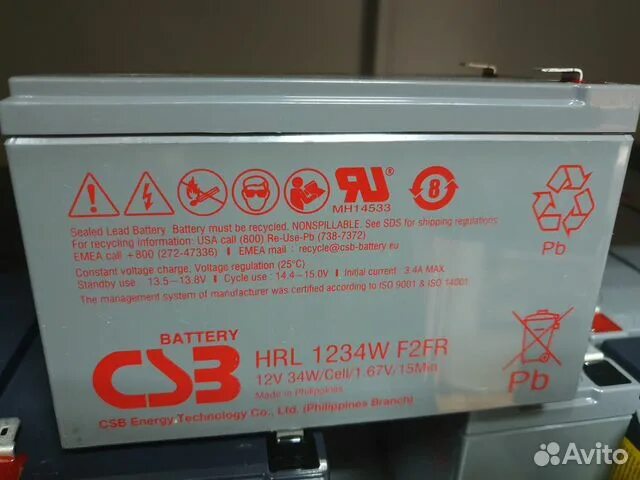 MH14533
8
Pb
Sealed Lead Battery. Battery must be recycled. NONSPILLABLE. See SDS for shipping regulations
For recycling information: USA call (800) Re-Use-Pb (738-7372)
EMEA call +800 (272-47336) | EMEA mail : recycle@csb-battery.eu
Constant voltage charge, Voltage regulation (25°C)
Standby use : 13.5-13.8V | Cycle use : 14.4-15.0V | Initial current : 3.4A MAX.
The management system of manufacturer was certified according to ISO 9001 & ISO 14001
BATTERY
CSB
HRL 1234W F2FR
12V 34W/Cell/1.67V/15Min
Made in Philippines
CSB Energy Technology Co., Ltd. (Philippines Branch)
Pb
Avito